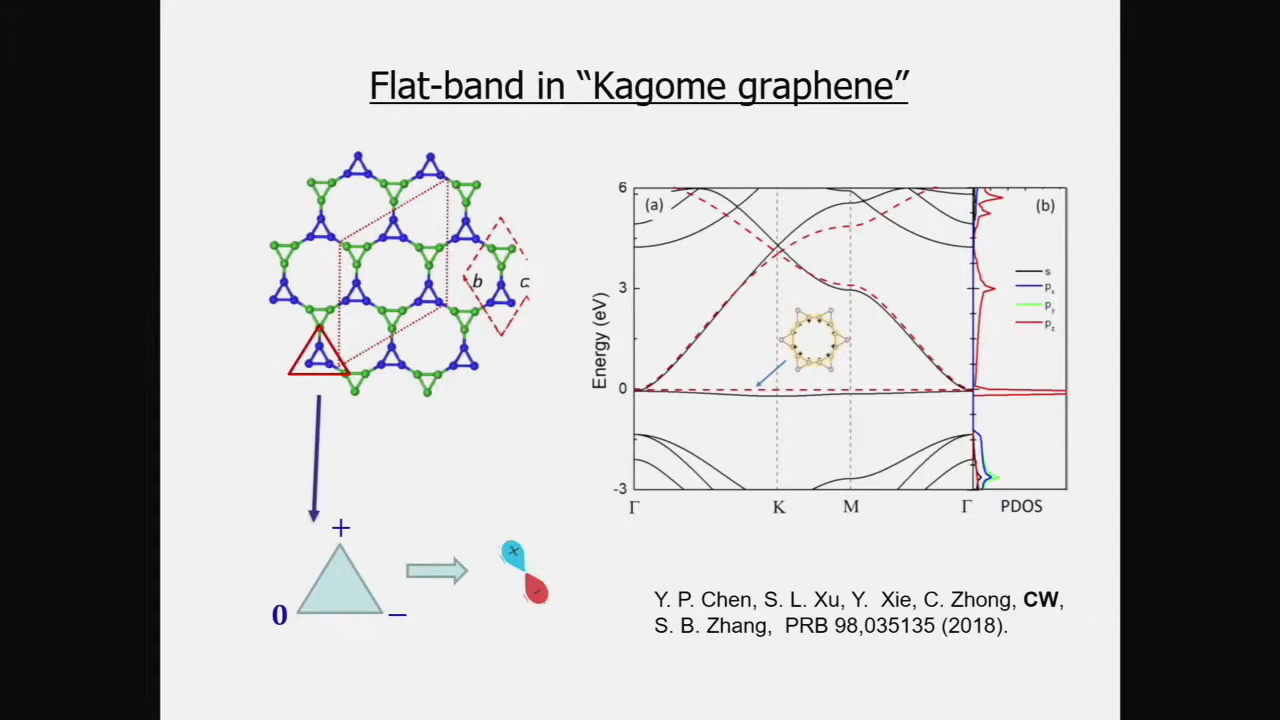 Flat-band in “Kagome graphene”
b
c
+
0
−
×
-
(a)
(b)
6
3
0
-3
Energy (eV)
s
px
py
pz
Γ
K
M
Γ
PDOS
Y. P. Chen, S. L. Xu, Y. Xie, C. Zhong, CW,
S. B. Zhang, PRB 98,035135 (2018).